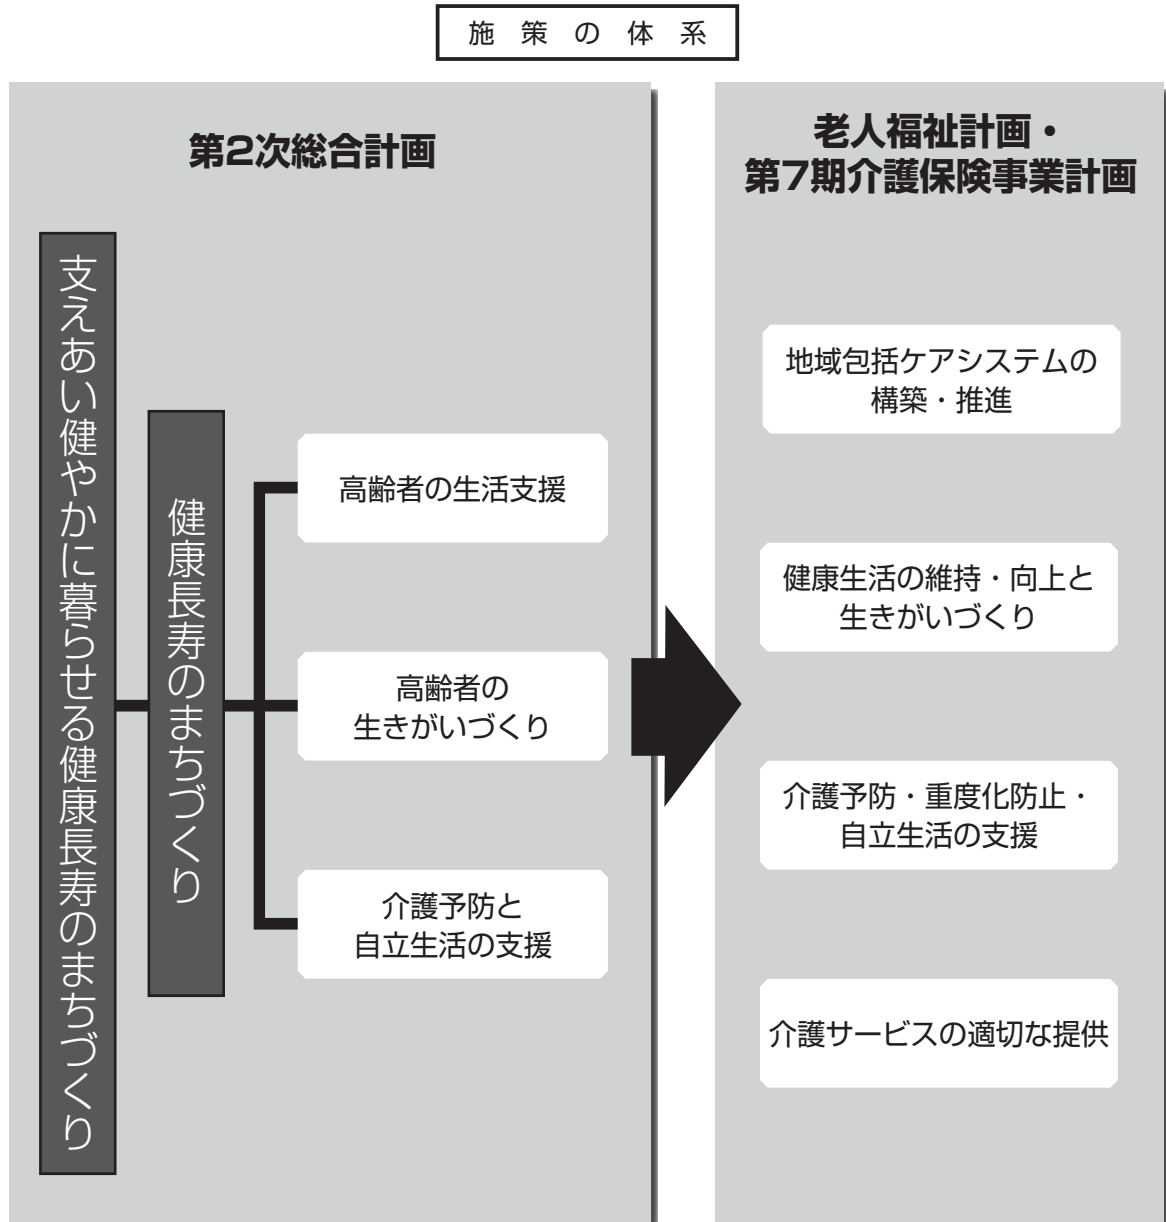 施策の体系
第2次総合計画
支えあい健やかに暮らせる健康長寿のまちづくり
健康長寿のまちづくり
高齢者の生活支援
高齢者の
生きがいづくり
介護予防と
自立生活の支援
老人福祉計画・
第7期介護保険事業計画
地域包括ケアシステムの
構築・推進
健康生活の維持・向上と
生きがいづくり
介護予防・重度化防止・
自立生活の支援
介護サービスの適切な提供